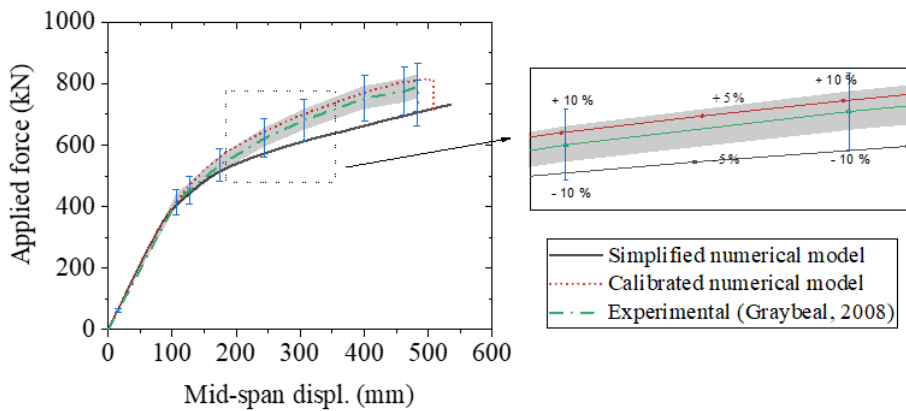 1000
800
600
400
200
0
Applied force (kN)
0 100 200 300 400 500 600
Mid-span displ. (mm)
+ 10 %
+ 5 %
+ 10 %
- 10 %
-5%
- 10 %
Simplified numerical model
Calibrated numerical model
Experimental (Graybeal, 2008)